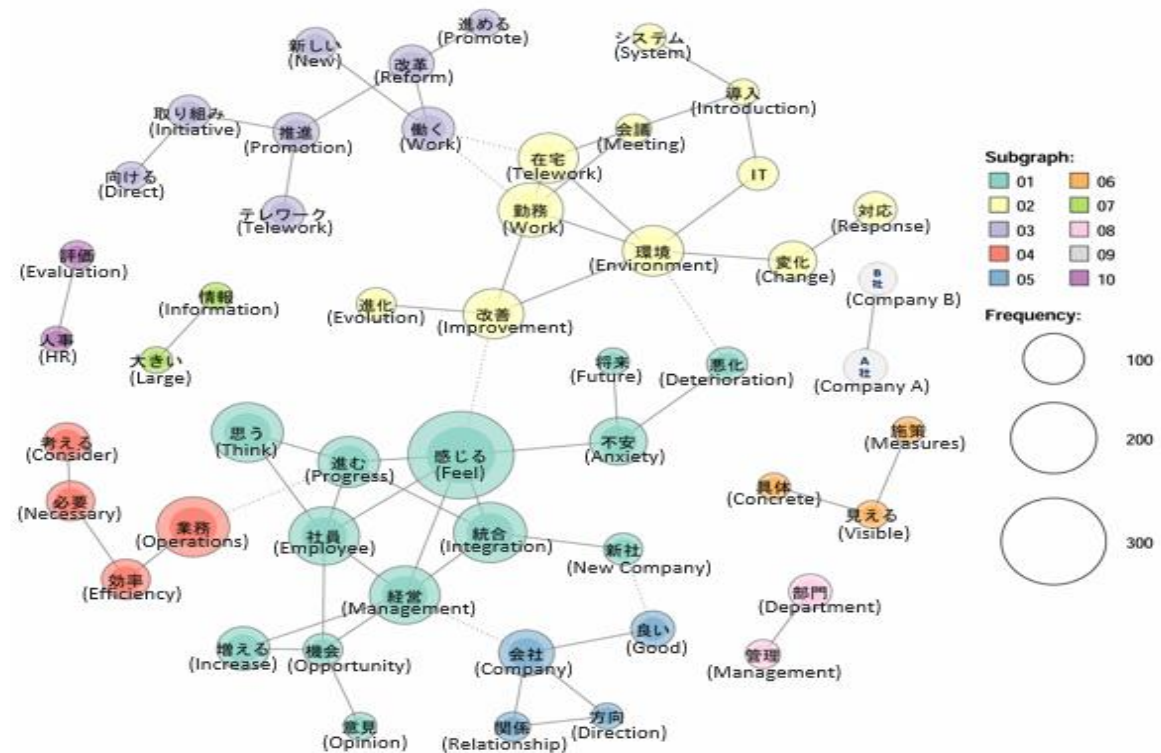 進める
(Promote)
新しい
(New)
改革
(Reform)
システム
(System)
取り組み
(Initiative)
推進
(Promotion)
働く
(Work)
会議
(Meeting)
導入
(Introduction)
在宅
(Telework)
IT
向ける
(Direct)
テレワーク
(Telework)
勤務
(Work)
対応
(Response)
環境
(Environment)
変化
(Change)
評価
(Evaluation)
人事
(HR)
情報
(Information)
大きい
(Large)
進化
(Evolution)
改善
(Improvement)
B
社
(Company B)
A
社
(Company A)
将来
(Future)
悪化
(Deterioration)
思う
(Think)
進む
(Progress)
感じる
(Feel)
不安
(Anxiety)
考える
(Consider)
必要
(Necessary)
業務
(Operations)
効率
(Efficiency)
社員
(Employee)
統合
(Integration)
新社
(New Company)
経営
(Management)
増える
(Increase)
機会
(Opportunity)
意見
(Opinion)
会社
(Company)
良い
(Good)
関係
(Relationship)
方向
(Direction)
施策
(Measures)
具体
(Concrete)
見える
(Visible)
部門
(Department)
管理
(Management)
Subgraph:
01 06
02 07
03 08
04 09
05 10
Frequency:
100
200
300